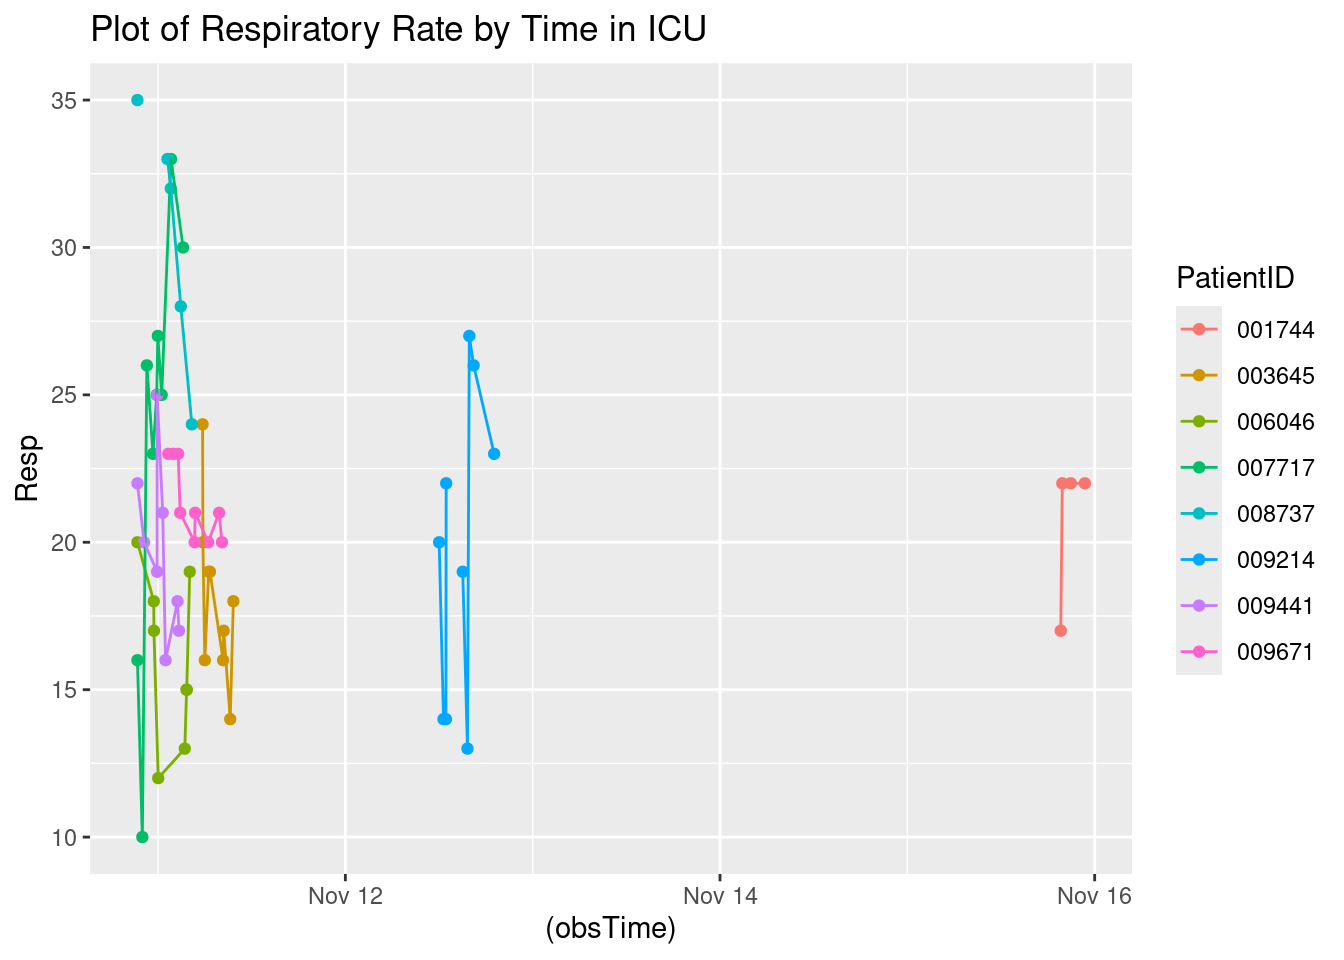 Plot of Respiratory Rate by Time in ICU
35
30
25
20
15
10
Resp
Nov 12
Nov 14
Nov 16
(obsTime)
PatientID
001744
003645
006046
007717
008737
009214
009441
009671